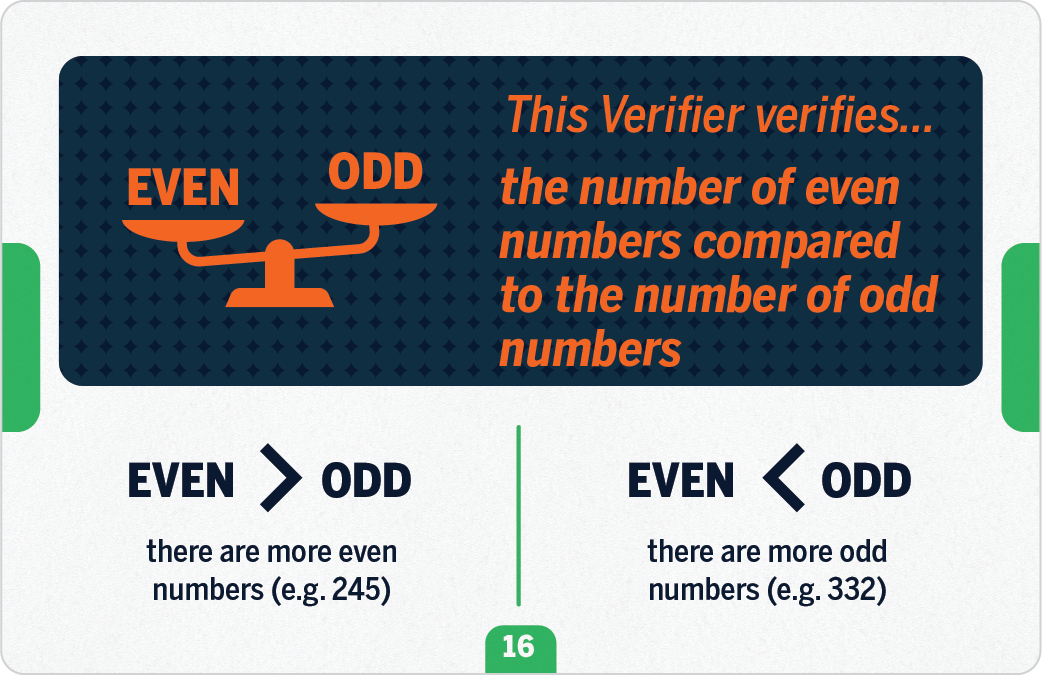 This Verifier verifies...
EVEN
ODD
the number of even
numbers compared
to the number of odd
numbers
EVEN > ODD
there are more even
numbers (e.g. 245)
EVEN < ODD
there are more odd
numbers (e.g. 332)
16